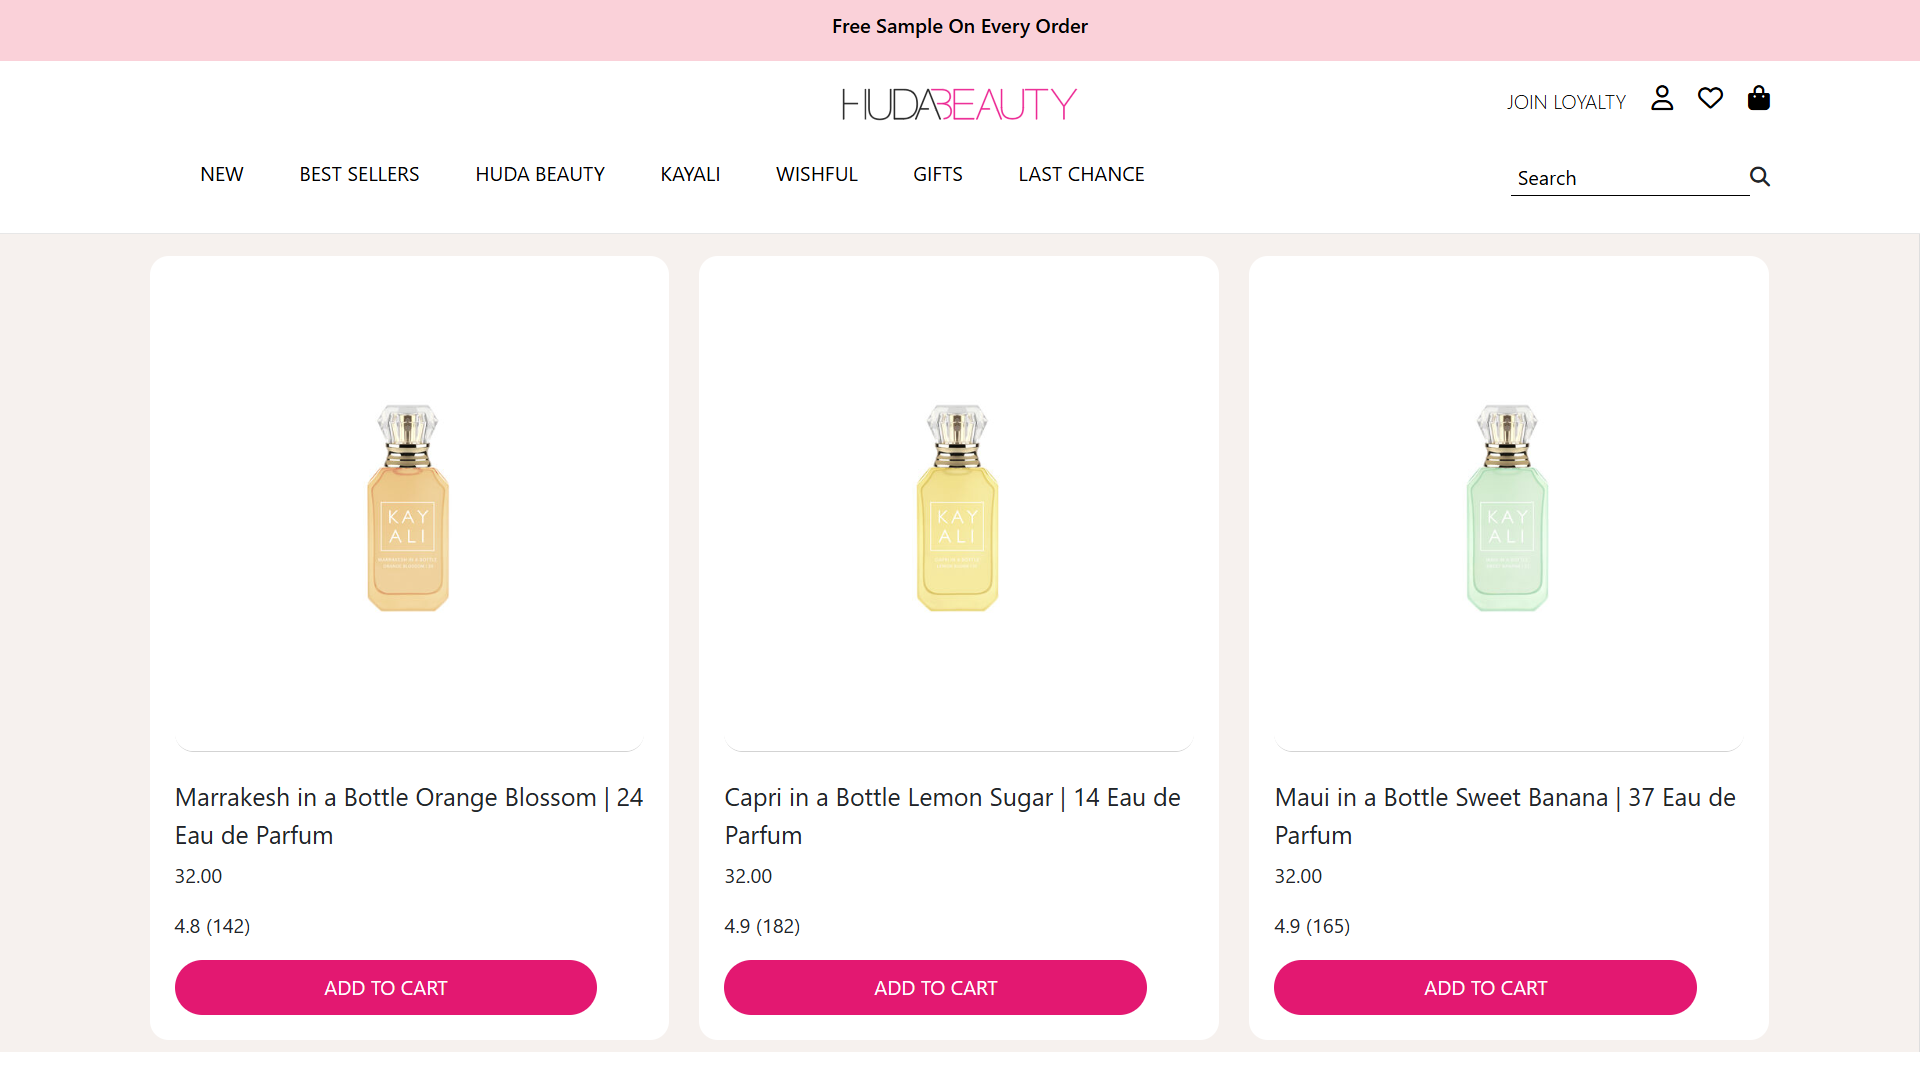 Free Sample On Every Order
HUDABEAUTY
JOIN LOYALTY
NEW BEST SELLERS HUDA BEAUTY KAYALI WISHFUL GIFTS LAST CHANCE
Search
KAY
ALI
KAY
ALI
KAY
ALI
Marrakesh in a Bottle Orange Blossom | 24
Eau de Parfum
32.00
4.8 (142)
ADD TO CART
Capri in a Bottle Lemon Sugar | 14 Eau de
Parfum
32.00
4.9 (182)
ADD TO CART
Maui in a Bottle Sweet Banana | 37 Eau de
Parfum
32.00
4.9 (165)
ADD TO CART